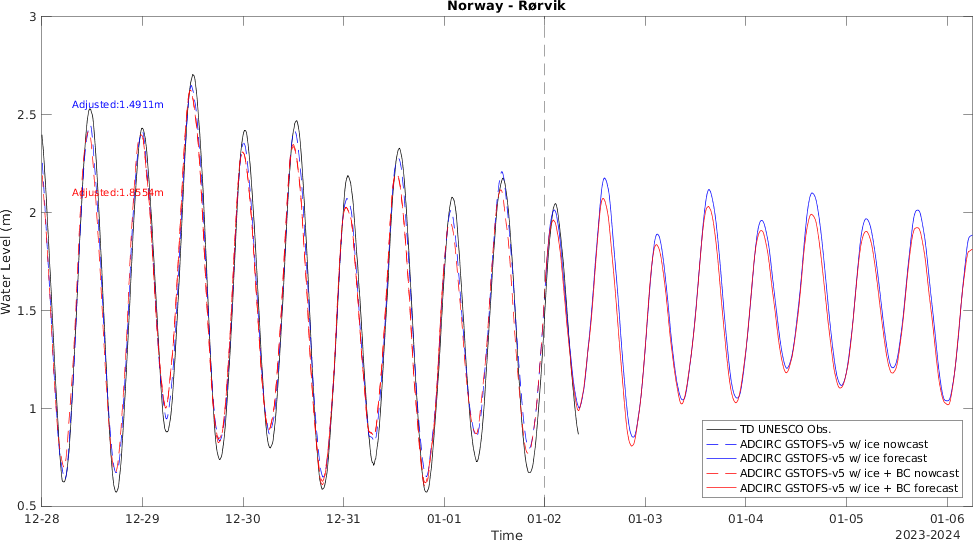 Norway - Rørvik
Water Level (m)
3
2.5
2
1.5
1
0.5
Adjusted:1.4911m
Adjusted:1.8554m
TD UNESCO Obs.
ADCIRC GSTOFS-v5 w/ ice nowcast
ADCIRC GSTOFS-v5 w/ ice forecast
ADCIRC GSTOFS-v5 w/ ice + BC nowcast
ADCIRC GSTOFS-v5 w/ ice + BC forecast
12-28 12-29 12-30 12-31 01-01 01-02 01-03 01-04 01-05 01-06
Time
2023-2024